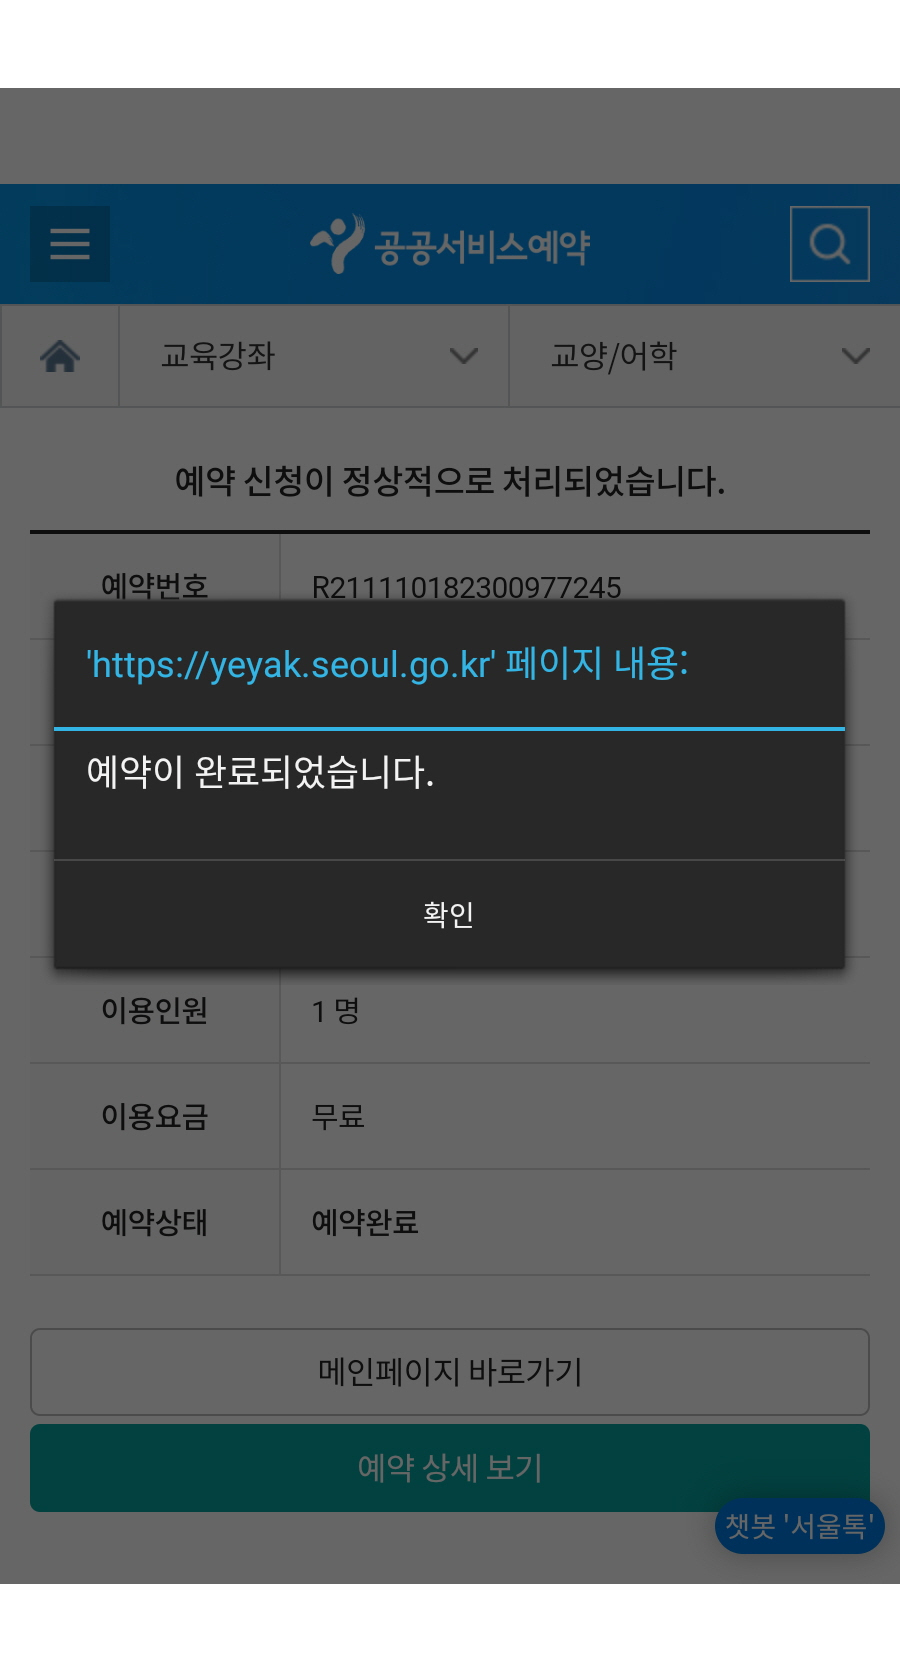 공공서비스예약
교육강좌
교양/어학
예약 신청이 정상적으로 처리되었습니다.
예약번호 R211110182300977245
'https://yeyak.seoul.go.kr' 페이지 내용:
예약이 완료되었습니다.
확인
이용인원 1 명
이용요금 무료
예약상태 예약완료
메인페이지 바로가기
예약 상세 보기
챗봇 '서울톡'